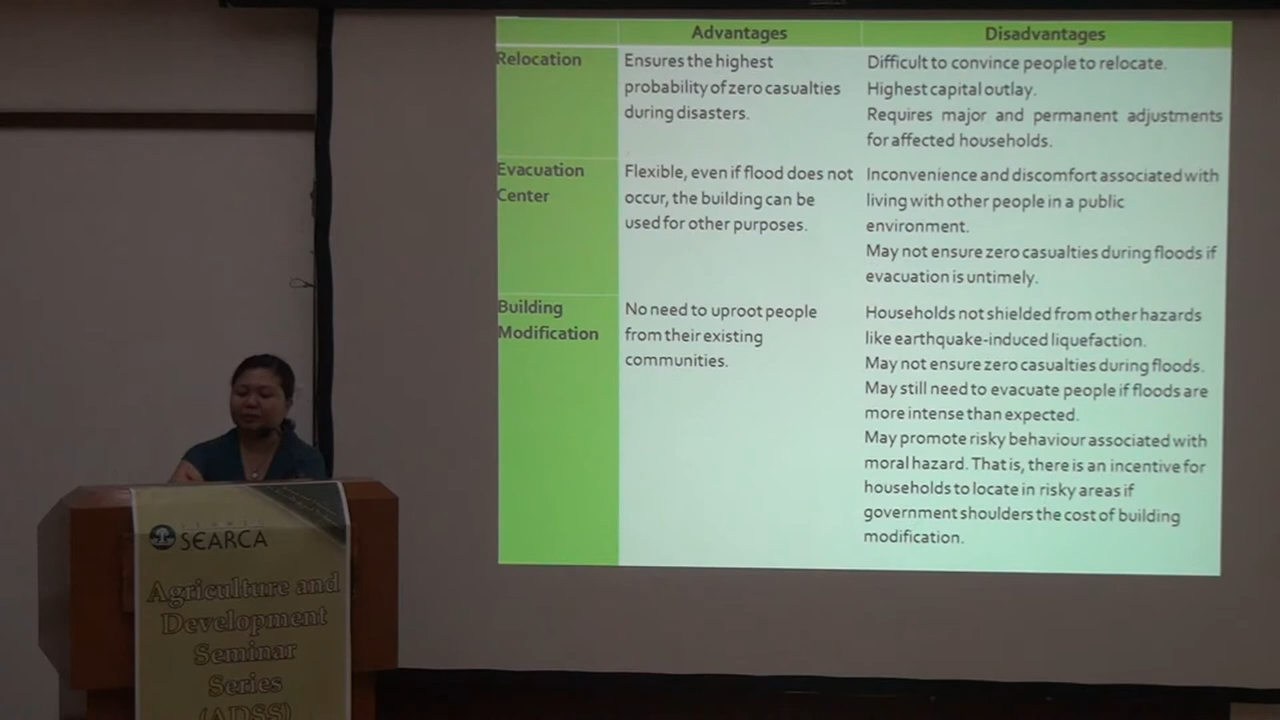 Advantages Disadvantages
Relocation
Ensures the highest
probability of zero casualties
during disasters.
Difficult to convince people to relocate.
Highest capital outlay.
Requires major and permanent adjustments
for affected households.
Evacuation
Center
Flexible, even if flood does not
occur, the building can be
used for other purposes.
Inconvenience and discomfort associated with
living with other people in a public
environment.
May not ensure zero casualties during floods if
evacuation is untimely.
Building
Modification
No need to uproot people
from their existing
communities.
Households not shielded from other hazards
like earthquake-induced liquefaction.
May not ensure zero casualties during floods.
May still need to evacuate people if floods are
more intense than expected.
May promote risky behaviour associated with
moral hazard. That is, there is an incentive for
households to locate in risky areas if
government shoulders the cost of building
modification.
SEARCA
Agriculture and
Development
Seminar
Series
(ADSS)